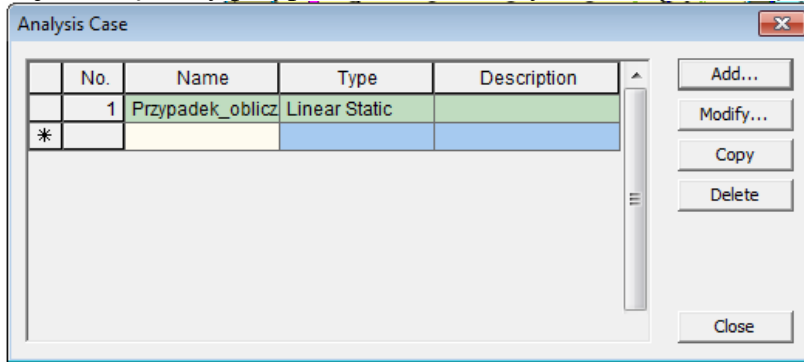 Analysis Case
No. Name Type Description
1 Przypadek_oblicz Linear Static
*
Add...
Modify...
Copy
Delete
Close